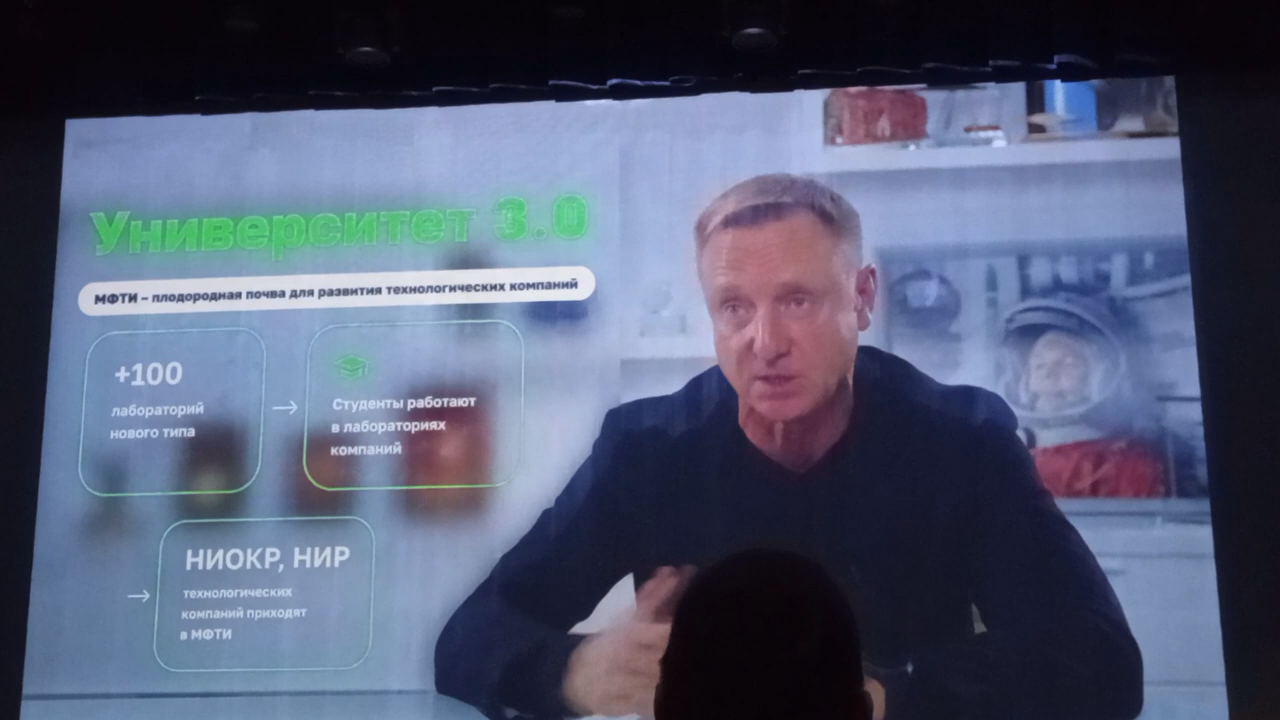 Университет 3.0
МФТИ – плодородная почва для развития технологических компаний
+100
лабораторий
нового типа
Студенты работают
в лабораториях
компаний
НИОКР, НИР
технологических
компаний приходят
в МФТИ